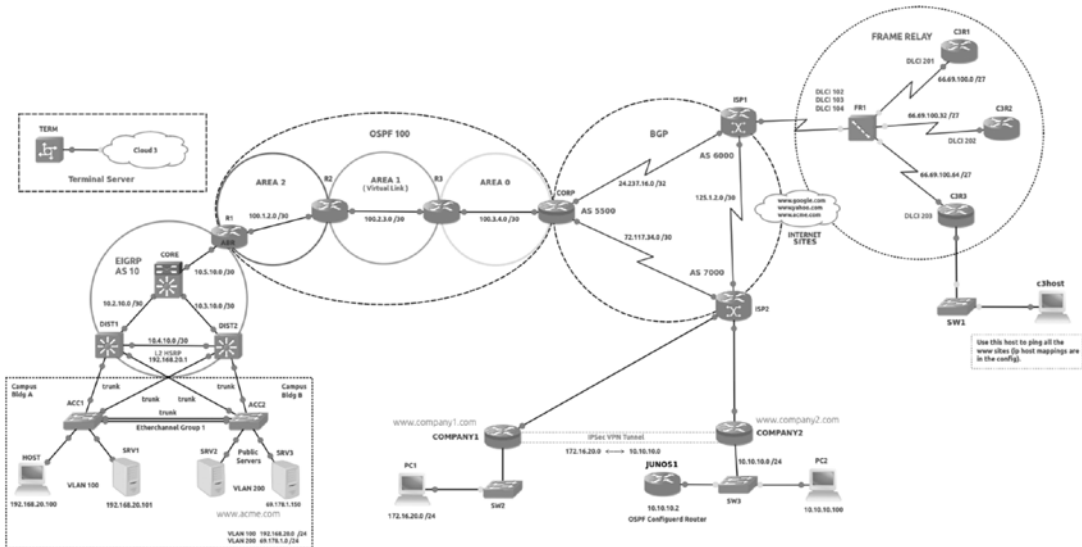 C3R1
FRAME RELAY
DLCI 201
66.69.100.0 /27
DLCI 102
DLCI 103
DLCI 104
FR1
66.69.100.32 /27
C3R2
DLCI 202
66.69.100.64 /27
C3R3
DLCI 203
ISP1
BGP
AS 6000
24.237.16.0 /32
125.1.2.0 /30
www.google.com
www.yahoo.com
www.acme.com
INTERNET
SITES
TERM
Cloud 3
Terminal Server
OSPF 100
AREA 2
R2
AREA 1
( Virtual Link )
R3
AREA 0
CORP
AS 5500
100.1.2.0 /30
100.2.3.0 /30
100.3.4.0 /30
72.117.34.0 /30
AS 7000
ISP2
R1
ABR
EIGRP
AS 10
CORE
10.5.10.0 /30
10.2.10.0 /30
10.3.10.0 /30
DIST1
DIST2
10.4.10.0 /30
L2 HSRP
192.168.20.1
c3host
SW1
Use this host to ping all the
www sites (ip host mappings are
in the config).
Campus
Bldg A
trunk
trunk
trunk
trunk
Campus
Bldg B
ACC1
trunk
ACC2
Etherchannel Group 1
HOST
SRV1
SRV2
Public
Servers
SRV3
VLAN 100
VLAN 200
192.168.20.100
192.168.20.101
69.178.1.150
www.acme.com
VLAN 100 192.168.20.0 /24
VLAN 200 69.178.1.0 /24
www.company1.com
COMPANY1
IPSec VPN Tunnel
172.16.20.0 <--> 10.10.10.0
www.company2.com
COMPANY2
10.10.10.0 /24
PC1
SW2
172.16.20.0 /24
JUNOS1
SW3
PC2
10.10.10.2
OSPF Configuerd Router
10.10.10.100